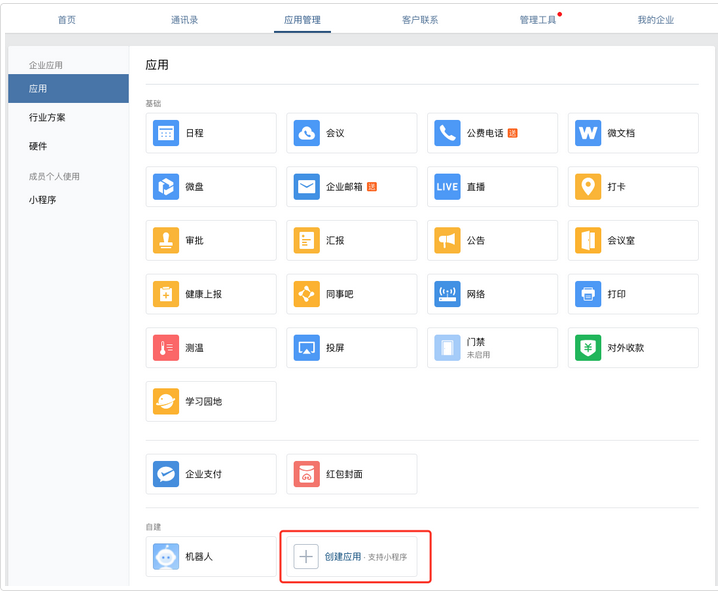 首页 通讯录 应用管理 客户联系 管理工具 我的企业
企业应用
应用
行业方案
硬件
成员个人使用
小程序
应用
基础
日程 会议 公费电话 送 W 微文档
微盘 企业邮箱 送 LIVE 直播 打卡
审批 汇报 公告 会议室
健康上报 同事吧 网络 打印
测温 投屏 门禁 未启用 ¥ 对外收款
学习园地
企业支付 红包封面
自建
机器人 创建应用 · 支持小程序